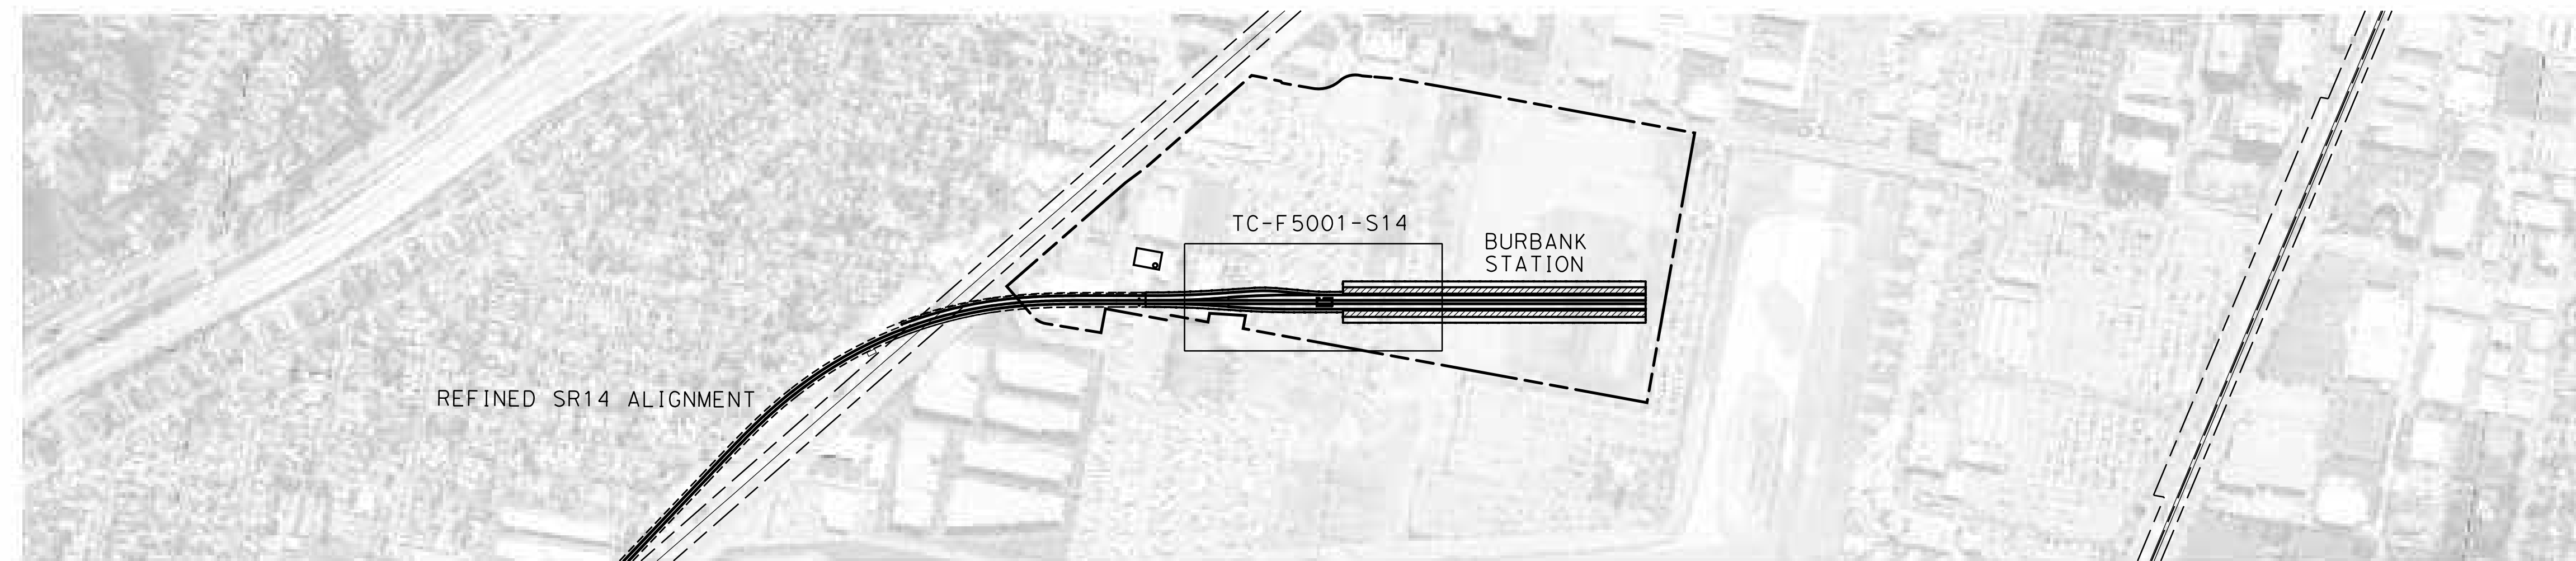 TC-F5001-S14
BURBANK
STATION
REFINED SR14 ALIGNMENT